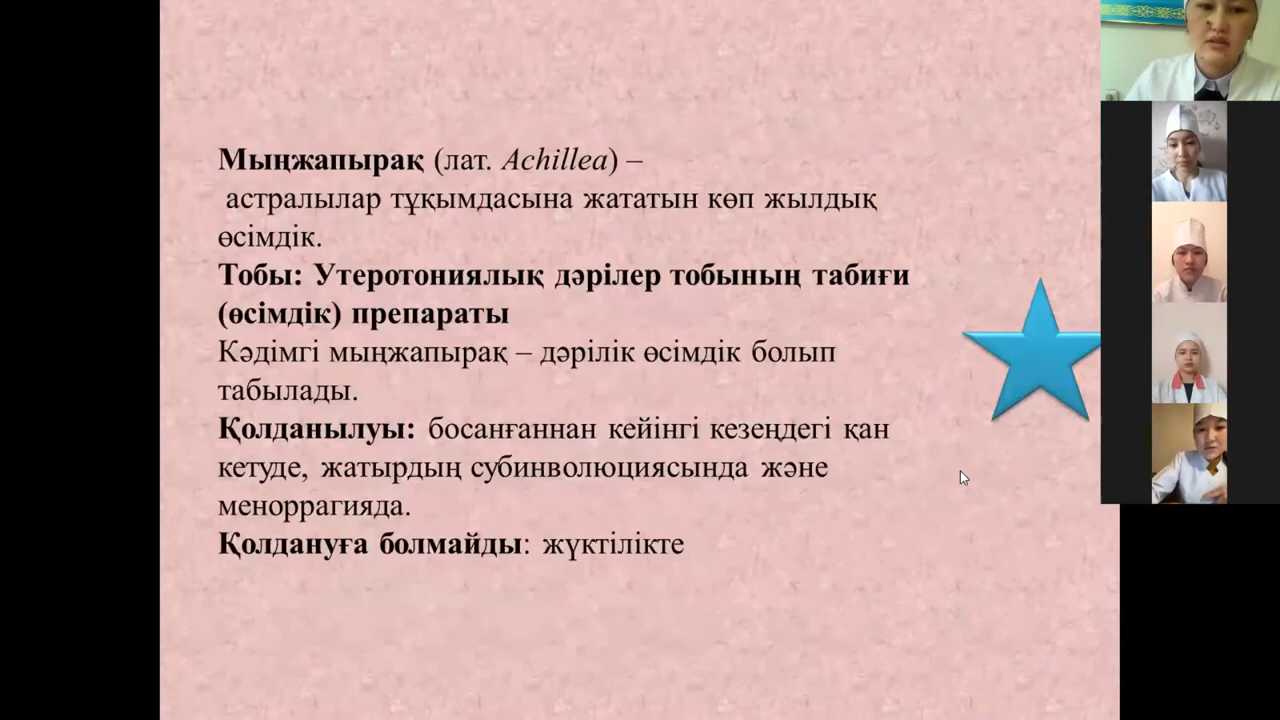 Мыңжапырақ (лат. Achillea) –
астралылар тұқымдасына жататын көп жылдық
өсімдік.
Тобы: Утеротониялық дәрілер тобының табиғи
(өсімдік) препараты
Кәдімгі мыңжапырақ – дәрілік өсімдік болып
табылады.
Қолданылуы: босанғаннан кейінгі кезеңдегі қан
кетуде, жатырдың субинволюциясында және
меноррагияда.
Қолдануға болмайды: жүктілікте